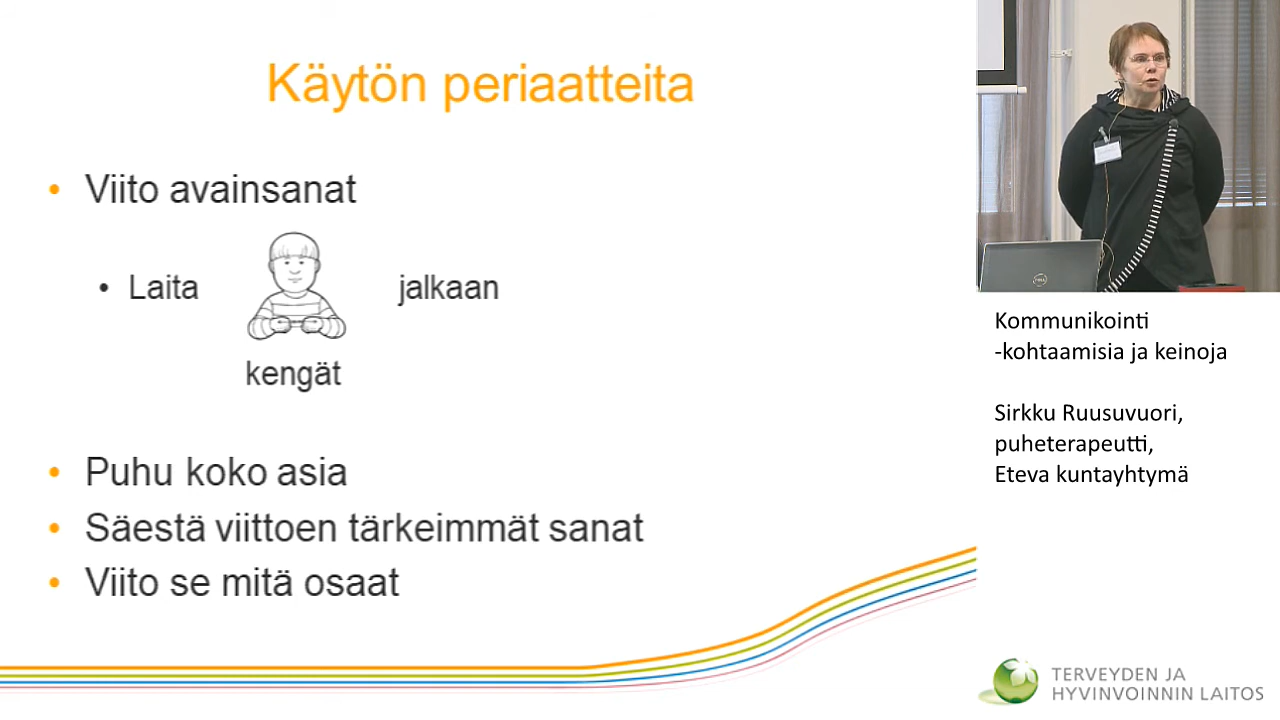 Käytön periaatteita
• Viito avainsanat
• Laita kengät jalkaan
• Puhu koko asia
• Säestä viittoen tärkeimmät sanat
• Viito se mitä osaat
Kommunikointi
-kohtaamisia ja keinoja
Sirkku Ruusuvuori,
puheterapeutti,
Eteva kuntayhtymä
TERVEYDEN JA
HYVINVOINNIN LAITOS